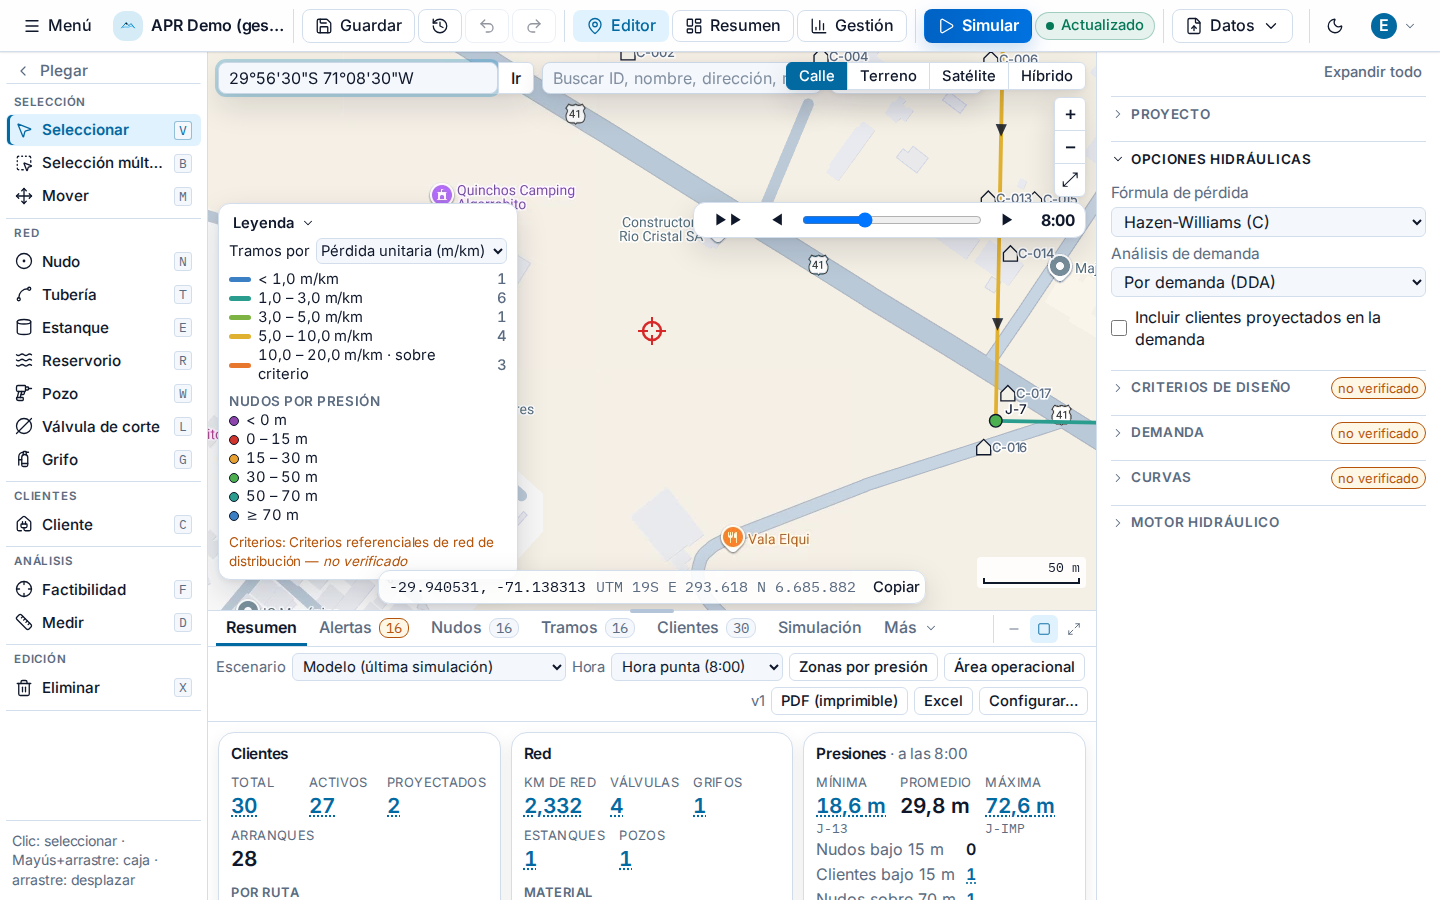 Menú
APR Demo (ges...
Guardar
Editor
Resumen
Gestión
Simular
Actualizado
Datos
E
Plegar
SELECCIÓN
Seleccionar V
Selección múlt... B
Mover M
RED
Nudo N
Tubería T
Estanque E
Reservorio R
Pozo W
Válvula de corte L
Grifo G
CLIENTES
Cliente C
ANÁLISIS
Factibilidad F
Medir D
EDICIÓN
Eliminar X
Clic: seleccionar ·
Mayús+arrastre: caja ·
arrastre: desplazar
29°56'30"S 71°08'30"W
Ir
Buscar ID, nombre, dirección,
Calle
Terreno
Satélite
Híbrido
C-002
C-004
C-006
41
+
−
Quinchos Camping
Algarrobito
Constructor
Rio Cristal SA
C-013
C-015
8:00
C-014
Maj
41
C-017
J-7
41
C-016
Vala Elqui
res
50 m
Leyenda
Tramos por Pérdida unitaria (m/km)
< 1,0 m/km 1
1,0 – 3,0 m/km 6
3,0 – 5,0 m/km 1
5,0 – 10,0 m/km 4
10,0 – 20,0 m/km · sobre
criterio 3
NUDOS POR PRESIÓN
< 0 m
0 – 15 m
15 – 30 m
30 – 50 m
50 – 70 m
≥ 70 m
Criterios: Criterios referenciales de red de
distribución — no verificado
-29.940531, -71.138313 UTM 19S E 293.618 N 6.685.882 Copiar
Resumen
Alertas 16
Nudos 16
Tramos 16
Clientes 30
Simulación
Más
Escenario Modelo (última simulación)
Hora Hora punta (8:00)
Zonas por presión
Área operacional
v1
PDF (imprimible)
Excel
Configurar...
Clientes
TOTAL ACTIVOS PROYECTADOS
30 27 2
ARRANQUES
28
POR RUTA
Red
KM DE RED VÁLVULAS GRIFOS
2,332 4 1
ESTANQUES POZOS
1 1
MATERIAL
Presiones · a las 8:00
MÍNIMA PROMEDIO MÁXIMA
18,6 m 29,8 m 72,6 m
J-13 J-IMP
Nudos bajo 15 m 0
Clientes bajo 15 m 1
Nudos sobre 70 m 1
Expandir todo
PROYECTO
OPCIONES HIDRÁULICAS
Fórmula de pérdida
Hazen-Williams (C)
Análisis de demanda
Por demanda (DDA)
Incluir clientes proyectados en la
demanda
CRITERIOS DE DISEÑO no verificado
DEMANDA no verificado
CURVAS no verificado
MOTOR HIDRÁULICO